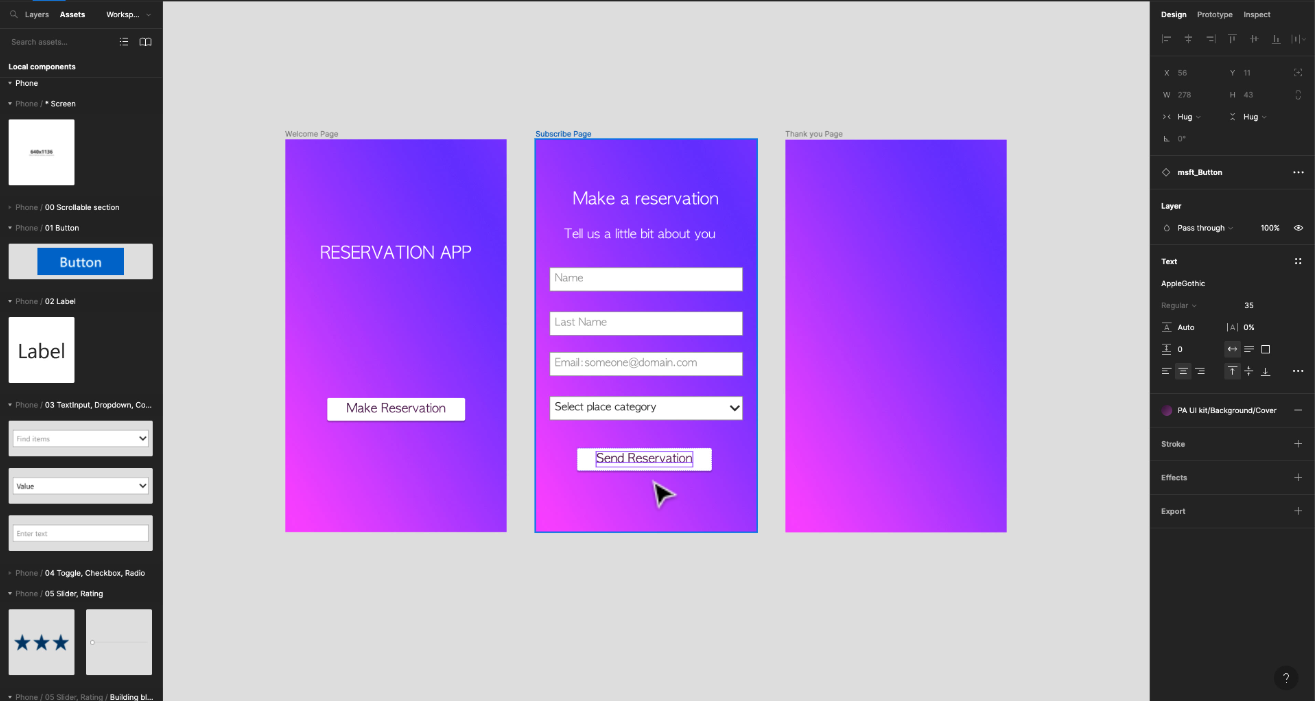 Layers Assets Worksp...
Search assets...
Local components
Phone
Phone / * Screen
Phone / 00 Scrollable section
Phone / 01 Button
Button
Phone / 02 Label
Label
Phone / 03 TextInput, Dropdown, Co...
Find items
Value
Enter text
Phone / 04 Toggle, Checkbox, Radio
Phone / 05 Slider, Rating
Phone / 05 Slider, Rating / Building bl...
Welcome Page
RESERVATION APP
Make Reservation
Subscribe Page
Make a reservation
Tell us a little bit about you
Name
Last Name
Email:someone@domain.com
Select place category
Send Reservation
Thank you Page
Design Prototype Inspect
X 56 Y 11
W 278 H 43
Hug Hug
0°
msft_Button
Layer
Pass through 100%
Text
AppleGothic
Regular 35
Auto 0%
0
PA UI kit/Background/Cover
Stroke
Effects
Export
?